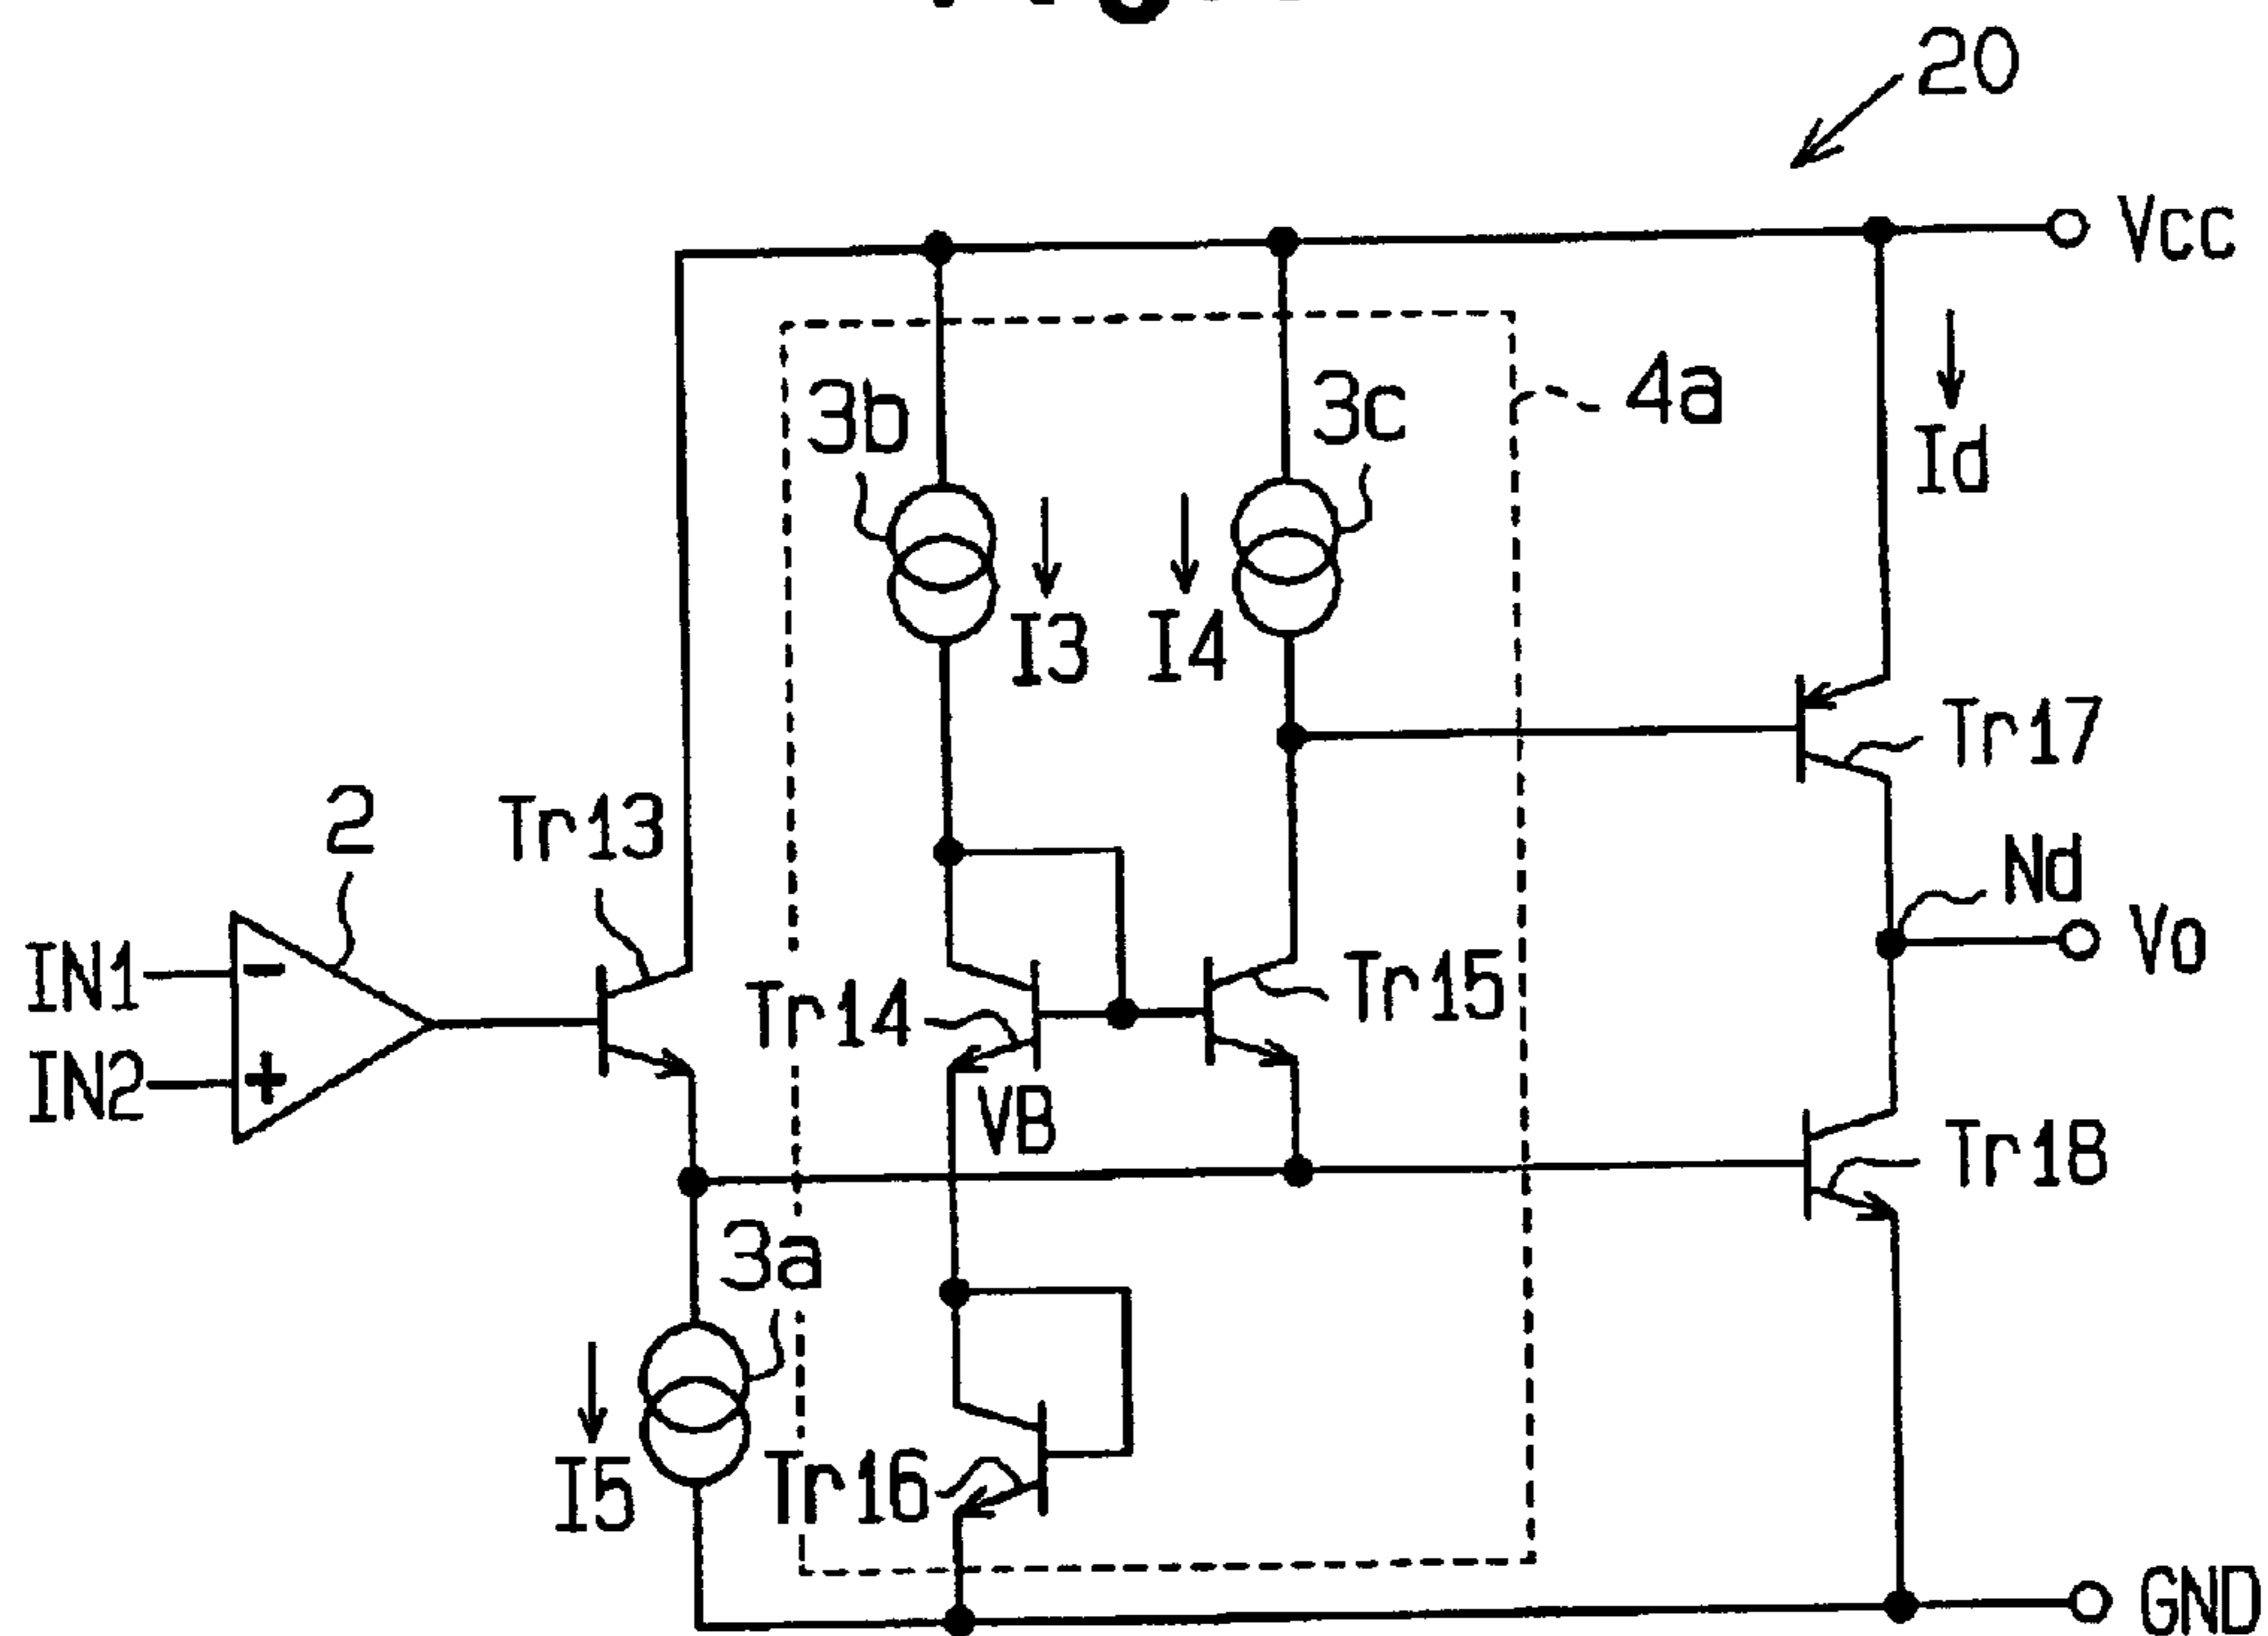 20
Vcc
3b
3c
4a
Id
I3
I4
Tr17
2
Tr13
Nd
Vo
IN1
−
Tr14
Tr15
IN2
+
VB
Tr18
3a
I5
Tr16
GND